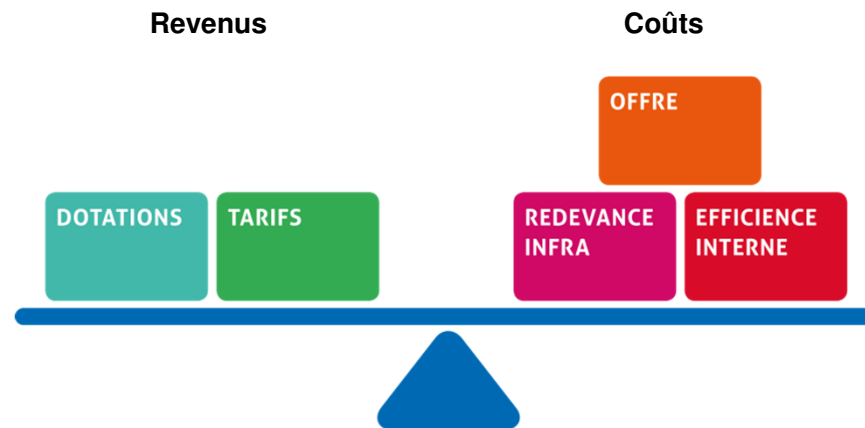 Revenus
Coûts
OFFRE
DOTATIONS
TARIFS
REDEVANCE
INFRA
EFFICIENCE
INTERNE